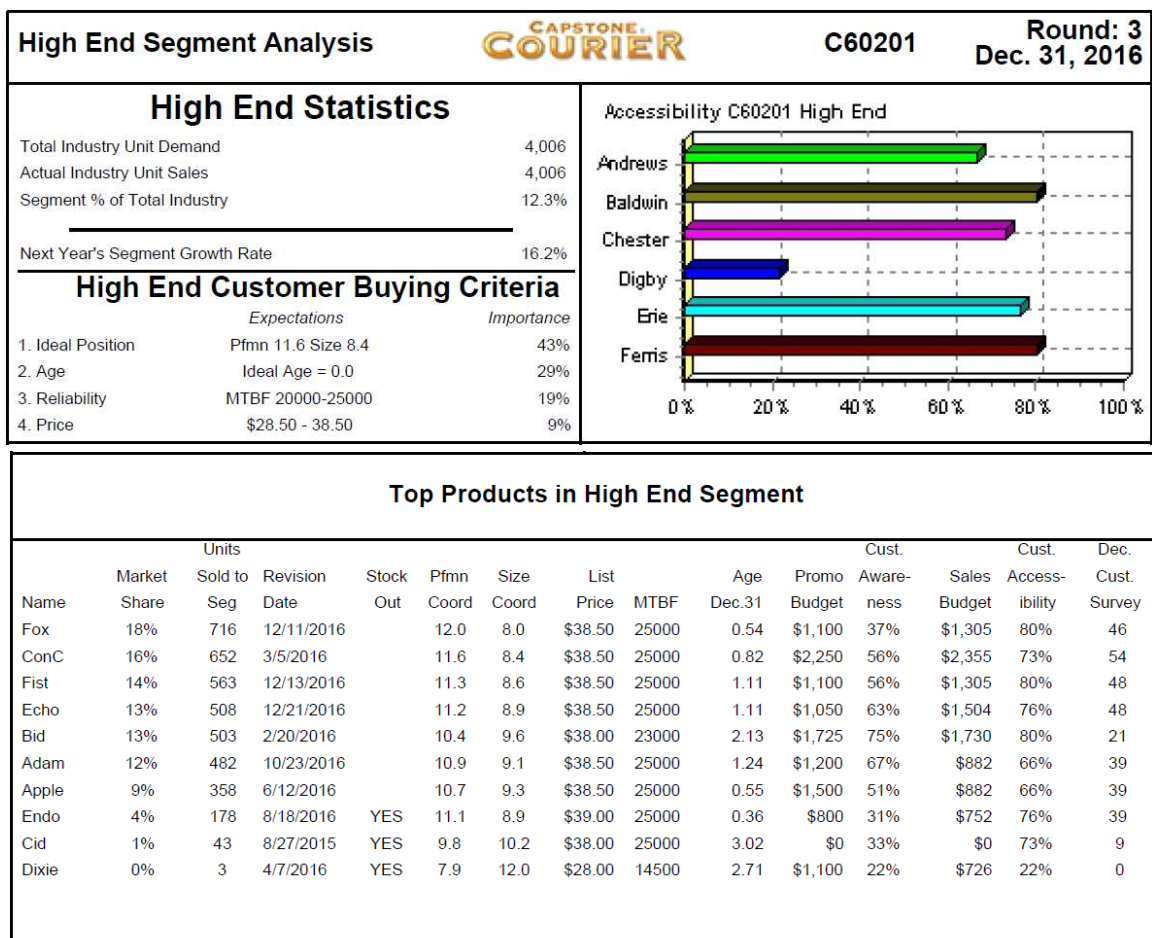 High End Segment Analysis
CAPSTONE
COURIER
C60201
Round: 3
Dec. 31, 2016
High End Statistics
Total Industry Unit Demand 4,006
Actual Industry Unit Sales 4,006
Segment % of Total Industry 12.3%
Next Year's Segment Growth Rate 16.2%
High End Customer Buying Criteria
Expectations Importance
1. Ideal Position Pfmn 11.6 Size 8.4 43%
2. Age Ideal Age = 0.0 29%
3. Reliability MTBF 20000-25000 19%
4. Price $28.50 - 38.50 9%
Accessibility C60201 High End
Andrews
Baldwin
Chester
Digby
Erie
Ferris
0% 20% 40% 60% 80% 100%
Top Products in High End Segment
Units Cust. Cust. Dec.
Market Sold to Revision Stock Pfmn Size List Age Promo Aware- Sales Access- Cust.
Name Share Seg Date Out Coord Coord Price MTBF Dec.31 Budget ness Budget ibility Survey
Fox 18% 716 12/11/2016 12.0 8.0 $38.50 25000 0.54 $1,100 37% $1,305 80% 46
ConC 16% 652 3/5/2016 11.6 8.4 $38.50 25000 0.82 $2,250 56% $2,355 73% 54
Fist 14% 563 12/13/2016 11.3 8.6 $38.50 25000 1.11 $1,100 56% $1,305 80% 48
Echo 13% 508 12/21/2016 11.2 8.9 $38.50 25000 1.11 $1,050 63% $1,504 76% 48
Bid 13% 503 2/20/2016 10.4 9.6 $38.00 23000 2.13 $1,725 75% $1,730 80% 21
Adam 12% 482 10/23/2016 10.9 9.1 $38.50 25000 1.24 $1,200 67% $882 66% 39
Apple 9% 358 6/12/2016 10.7 9.3 $38.50 25000 0.55 $1,500 51% $882 66% 39
Endo 4% 178 8/18/2016 YES 11.1 8.9 $39.00 25000 0.36 $800 31% $752 76% 39
Cid 1% 43 8/27/2015 YES 9.8 10.2 $38.00 25000 3.02 $0 33% $0 73% 9
Dixie 0% 3 4/7/2016 YES 7.9 12.0 $28.00 14500 2.71 $1,100 22% $726 22% 0